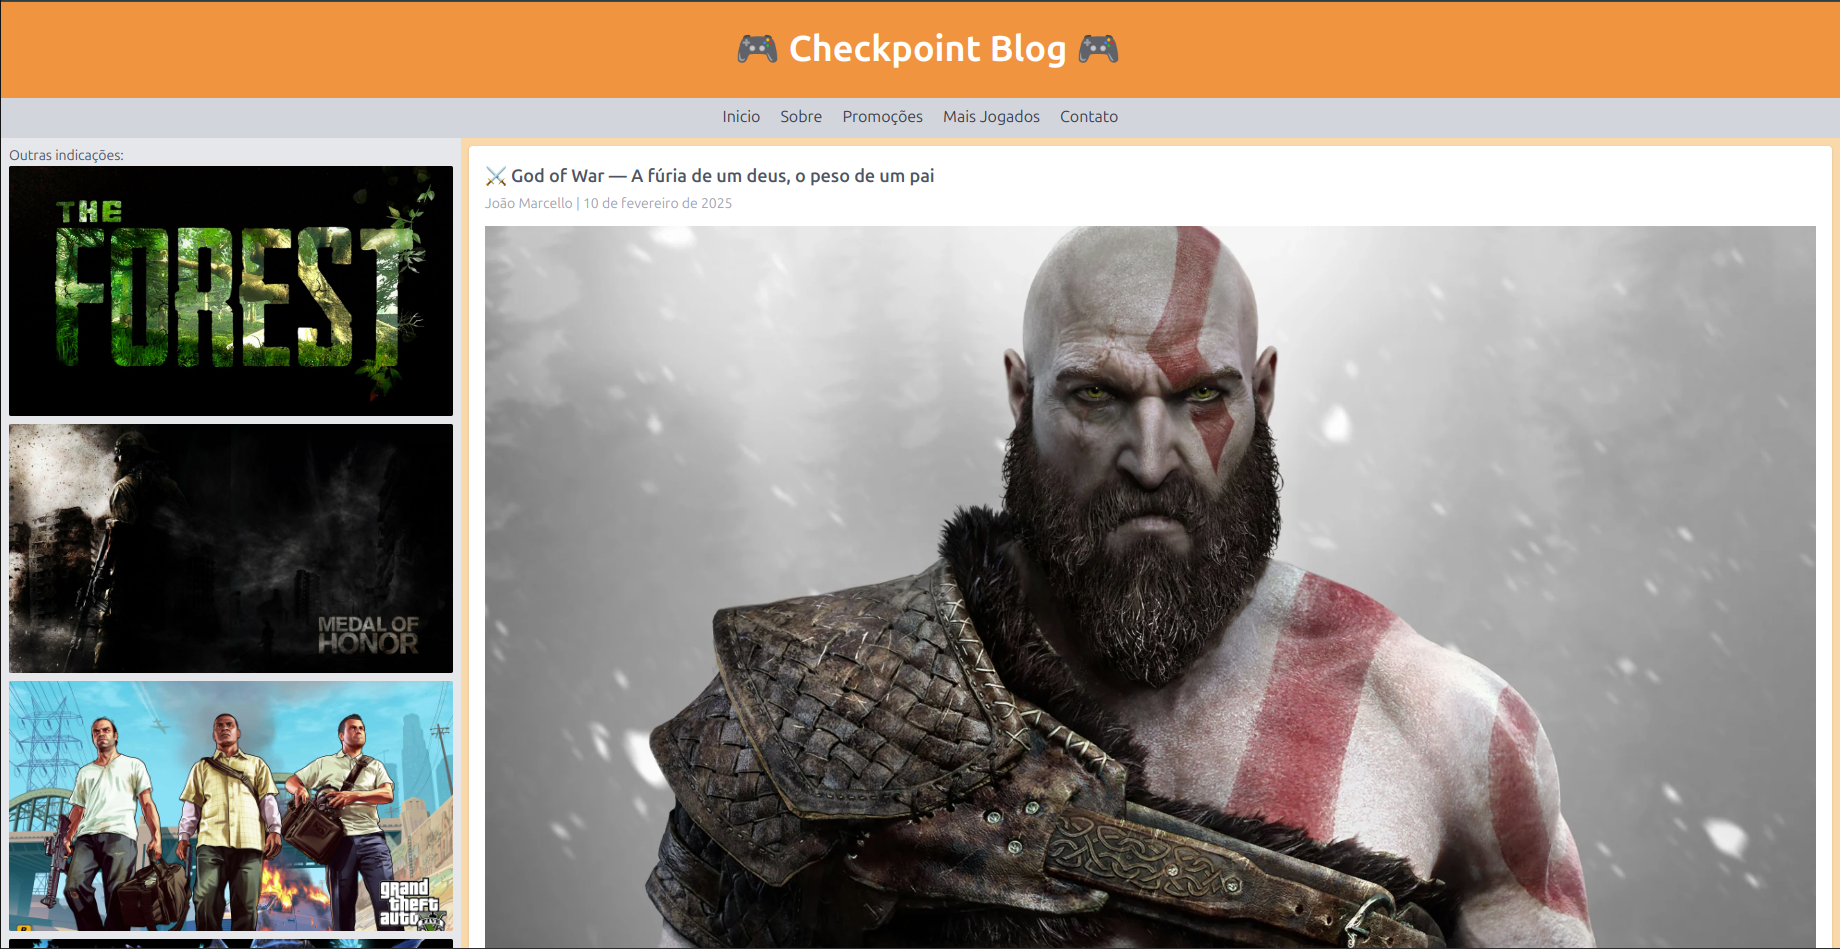 🎮 Checkpoint Blog 🎮
Inicio Sobre Promoções Mais Jogados Contato
Outras indicações:
THE
FOREST
MEDAL OF
HONOR
grand
theft
auto
V
⚔️ God of War — A fúria de um deus, o peso de um pai
João Marcello | 10 de fevereiro de 2025